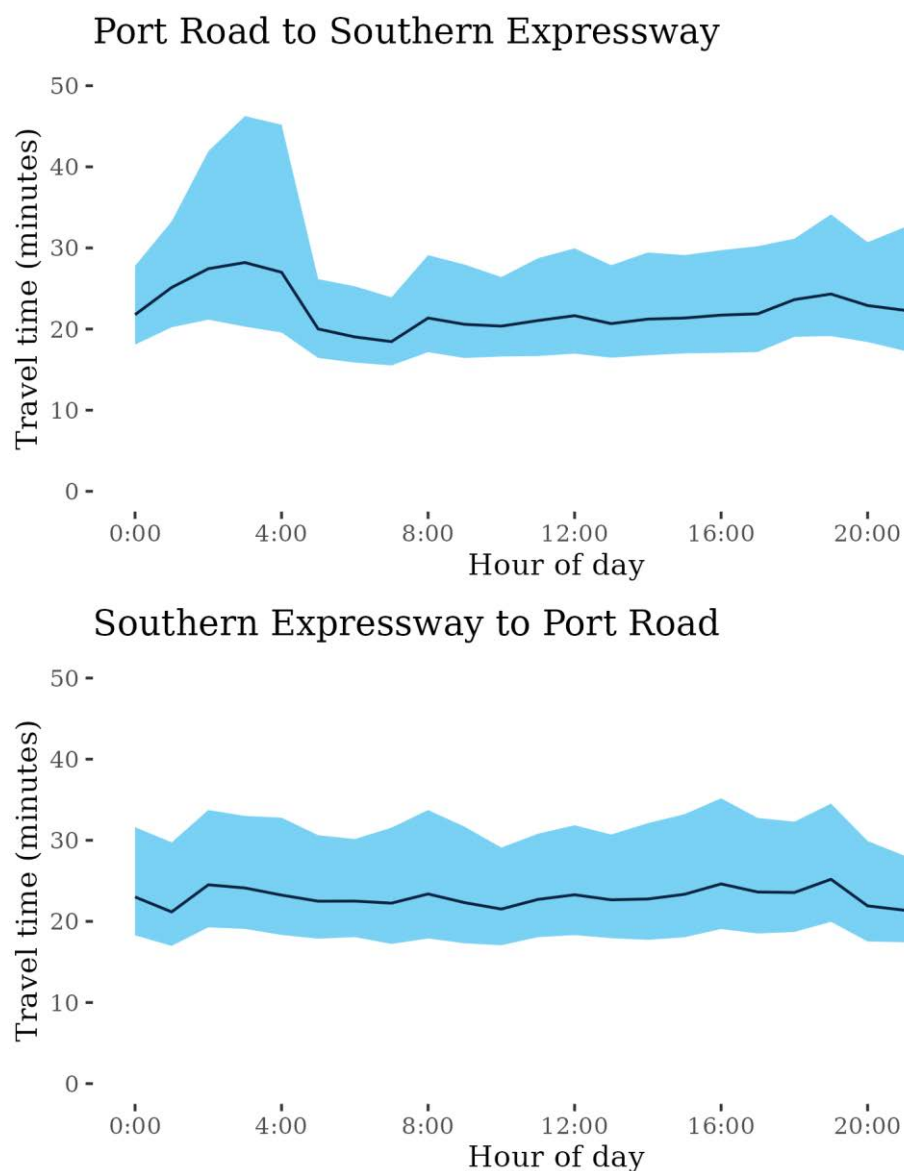 Port Road to Southern Expressway
50
40
30
20
10
0
Travel time (minutes)
0:00 4:00 8:00 12:00 16:00 20:00
Hour of day
Southern Expressway to Port Road
50
40
30
20
10
0
Travel time (minutes)
0:00 4:00 8:00 12:00 16:00 20:00
Hour of day